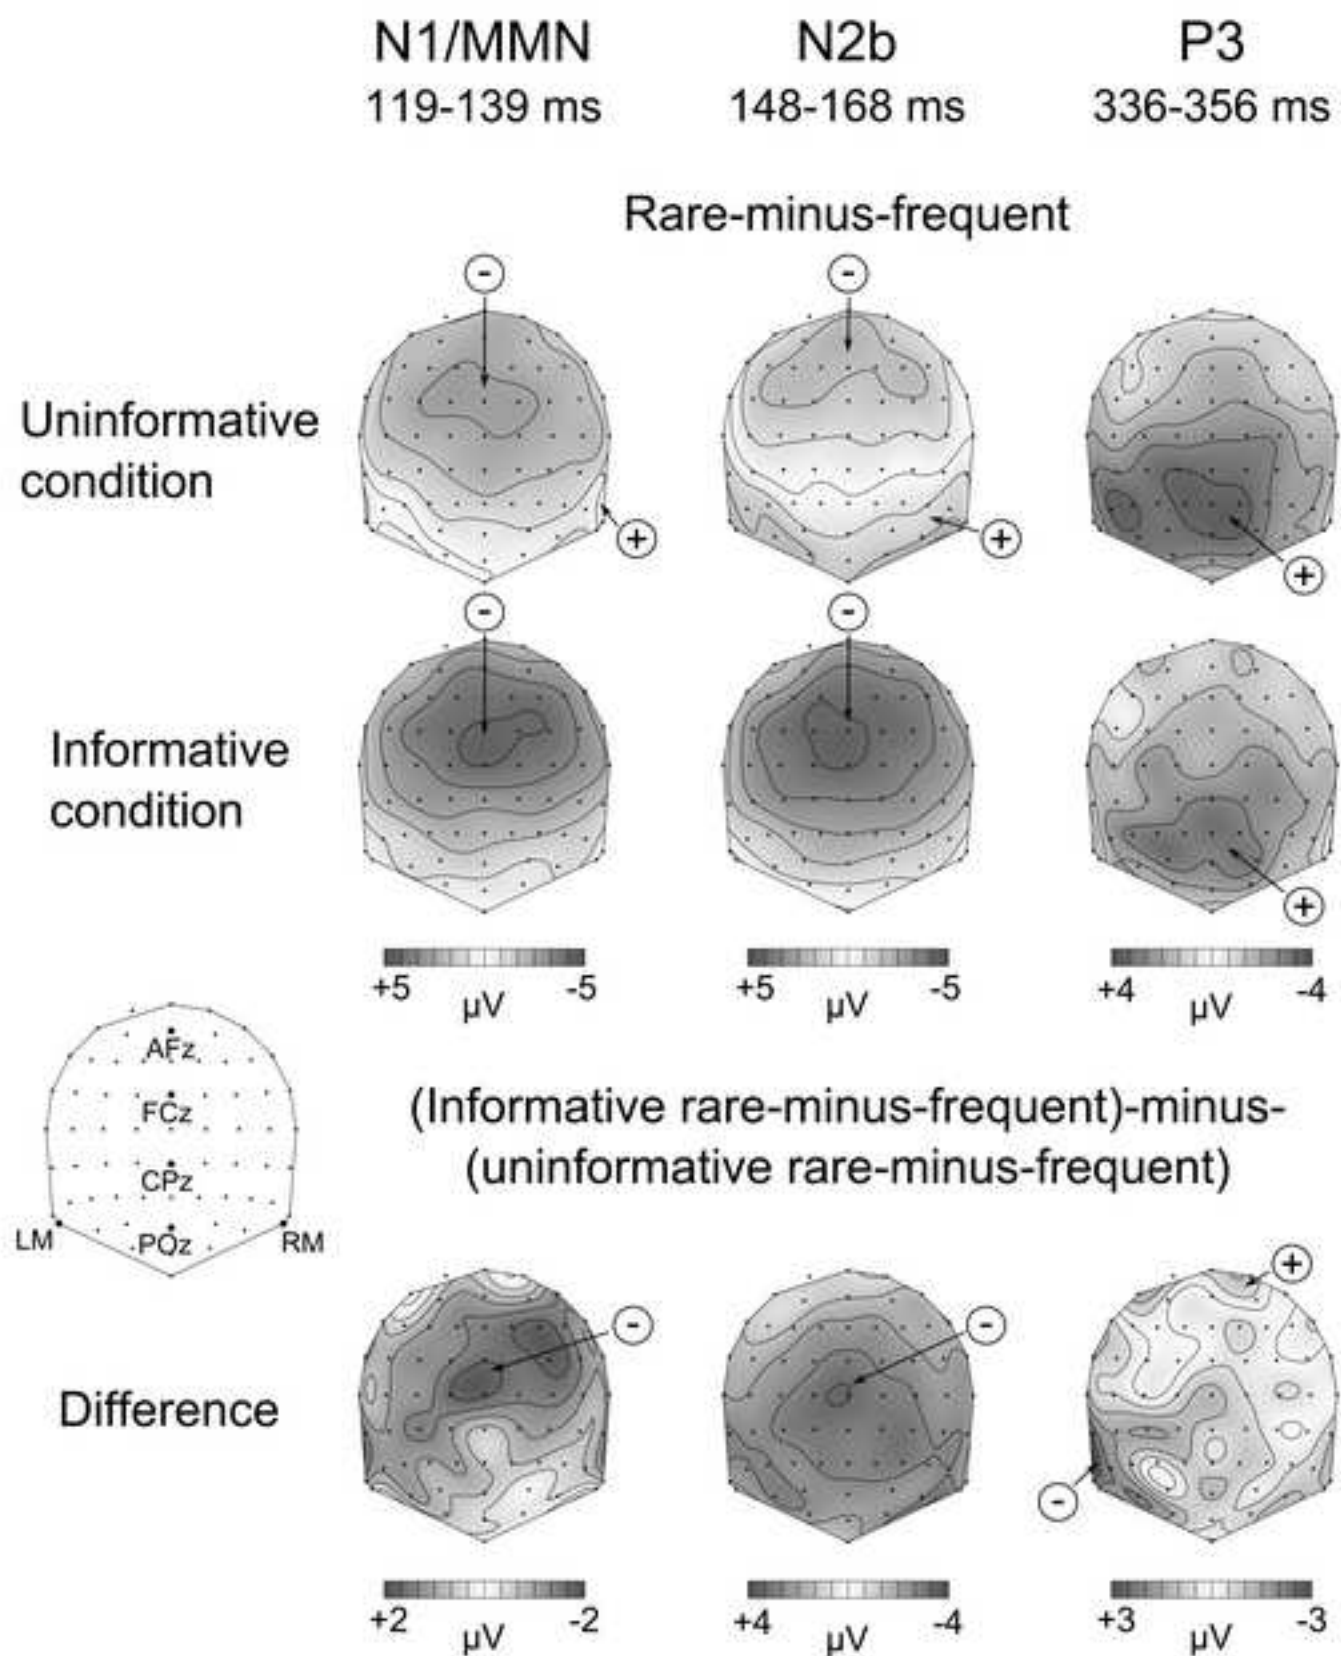 N1/MMN N2b P3
119-139 ms 148-168 ms 336-356 ms
Rare-minus-frequent
- -
Uninformative
condition
+ + +
- -
Informative
condition
+
+5 -5 +5 -5 +4 -4
µV µV µV
AFz
FCz
CPz
LM POz RM
(Informative rare-minus-frequent)-minus-
(uninformative rare-minus-frequent)
+
- -
Difference
-
+2 -2 +4 -4 +3 -3
µV µV µV